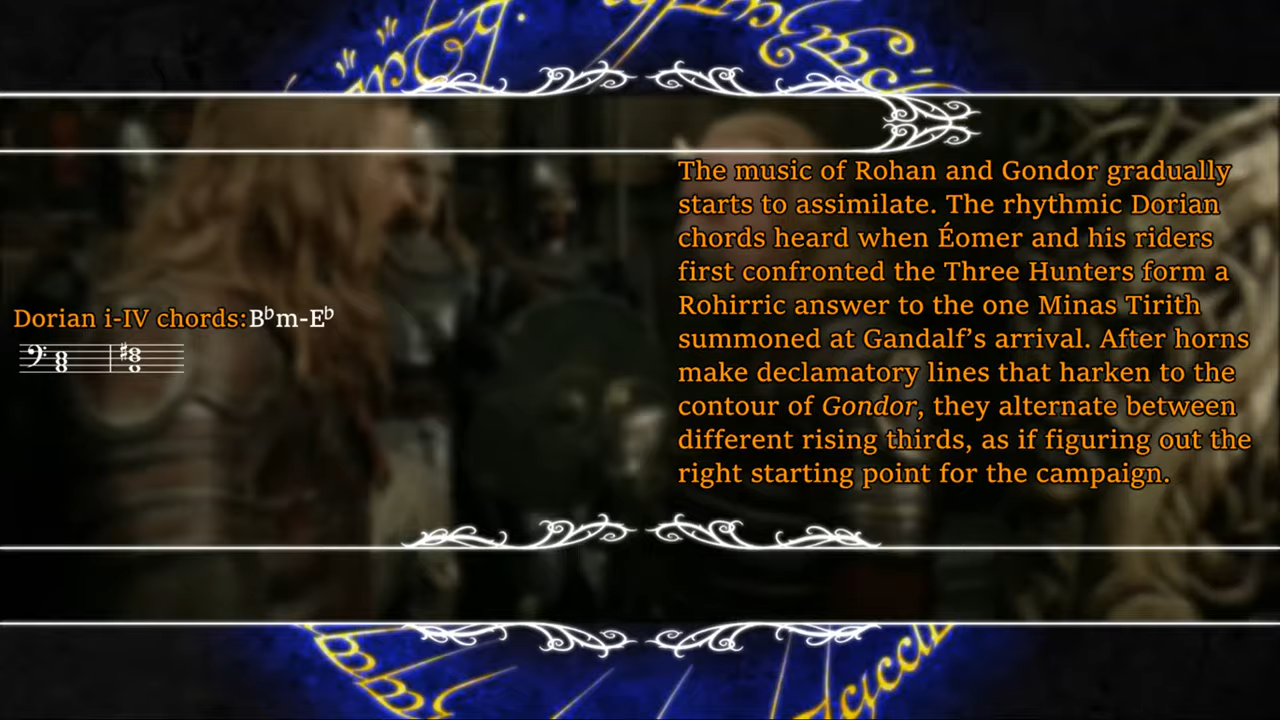 Dorian i-IV chords:B♭m-E♭
The music of Rohan and Gondor gradually
starts to assimilate. The rhythmic Dorian
chords heard when Éomer and his riders
first confronted the Three Hunters form a
Rohirric answer to the one Minas Tirith
summoned at Gandalf’s arrival. After horns
make declamatory lines that harken to the
contour of Gondor, they alternate between
different rising thirds, as if figuring out the
right starting point for the campaign.